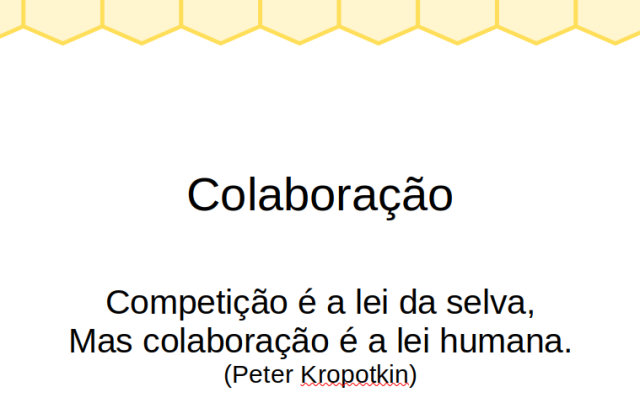 Colaboração
Competição é a lei da selva,
Mas colaboração é a lei humana.
(Peter Kropotkin)